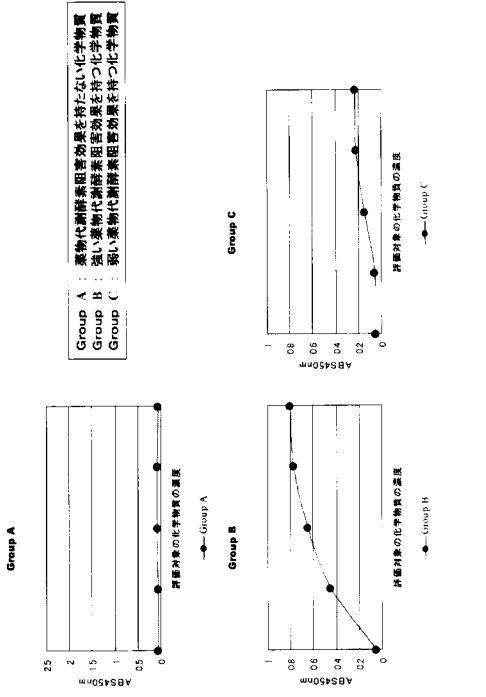 Group A
2.5
2
1.5
1
0.5
0
ABS450nm
評価対象の化学物質の濃度
Group A
Group A : 薬物代謝酵素阻害効果を持たない化学物質
Group B : 強い薬物代謝酵素阻害効果を持つ化学物質
Group C : 弱い薬物代謝酵素阻害効果を持つ化学物質
Group B
1
0.8
0.6
0.4
0.2
0
ABS450nm
評価対象の化学物質の濃度
Group B
Group C
1
0.8
0.6
0.4
0.2
0
ABS450nm
評価対象の化学物質の濃度
Group C